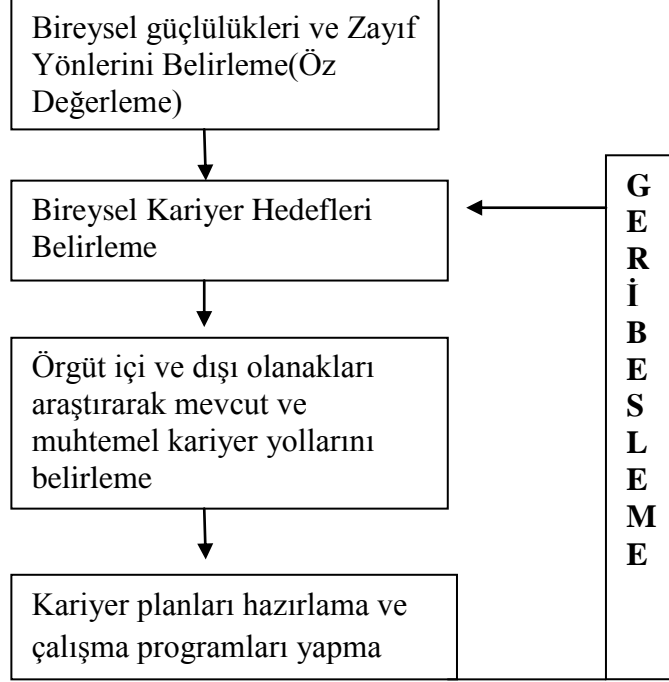 Bireysel güçlülükleri ve Zayıf
Yönlerini Belirleme(Öz
Değerleme)
Bireysel Kariyer Hedefleri
Belirleme
Örgüt içi ve dışı olanakları
araştırarak mevcut ve
muhtemel kariyer yollarını
belirleme
Kariyer planları hazırlama ve
çalışma programları yapma
G
E
R
İ
B
E
S
L
E
M
E